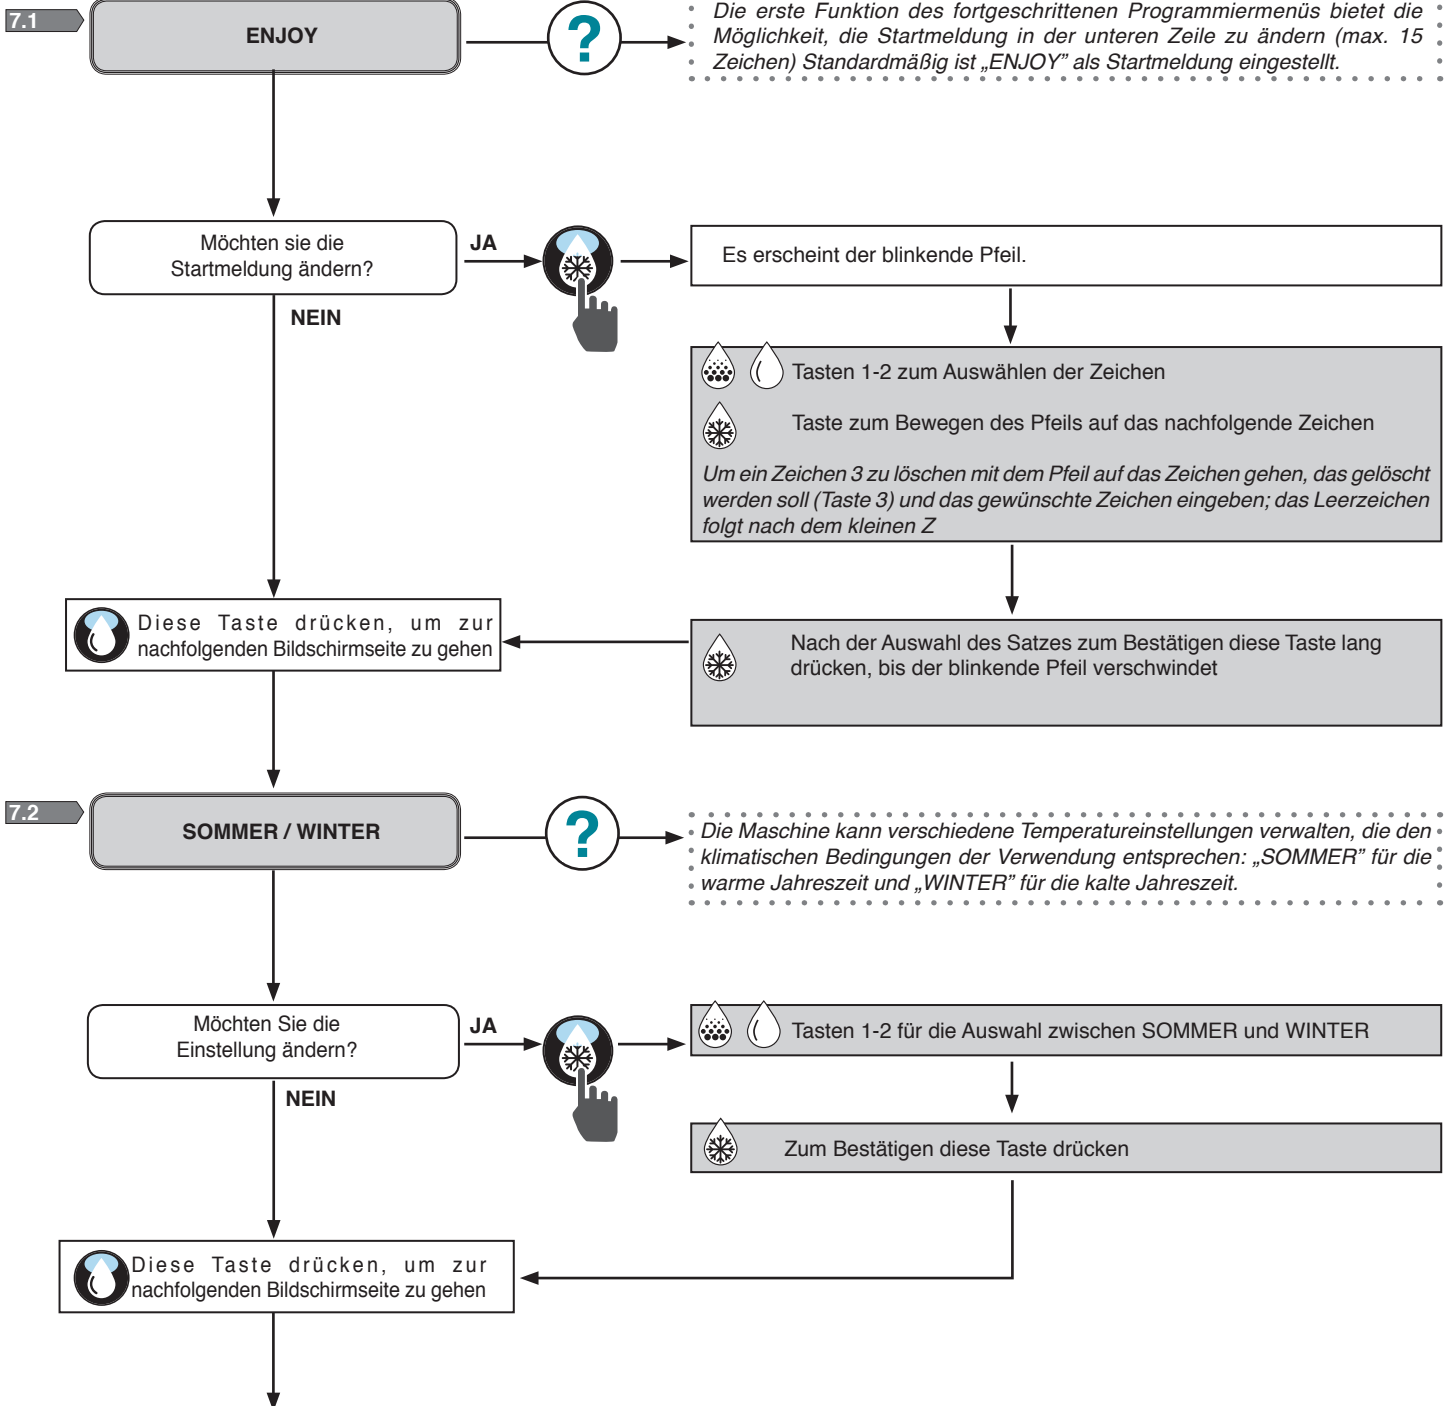 7.1
ENJOY
?
Die erste Funktion des fortgeschrittenen Programmiermenüs bietet die
Möglichkeit, die Startmeldung in der unteren Zeile zu ändern (max. 15
Zeichen) Standardmäßig ist „ENJOY” als Startmeldung eingestellt.
Möchten sie die
Startmeldung ändern?
JA
Es erscheint der blinkende Pfeil.
NEIN
Tasten 1-2 zum Auswählen der Zeichen
Taste zum Bewegen des Pfeils auf das nachfolgende Zeichen
Um ein Zeichen 3 zu löschen mit dem Pfeil auf das Zeichen gehen, das gelöscht
werden soll (Taste 3) und das gewünschte Zeichen eingeben; das Leerzeichen
folgt nach dem kleinen Z
Diese Taste drücken, um zur
nachfolgenden Bildschirmseite zu gehen
Nach der Auswahl des Satzes zum Bestätigen diese Taste lang
drücken, bis der blinkende Pfeil verschwindet
7.2
SOMMER / WINTER
?
Die Maschine kann verschiedene Temperatureinstellungen verwalten, die den
klimatischen Bedingungen der Verwendung entsprechen: „SOMMER” für die
warme Jahreszeit und „WINTER” für die kalte Jahreszeit.
Möchten Sie die
Einstellung ändern?
JA
Tasten 1-2 für die Auswahl zwischen SOMMER und WINTER
NEIN
Zum Bestätigen diese Taste drücken
Diese Taste drücken, um zur
nachfolgenden Bildschirmseite zu gehen